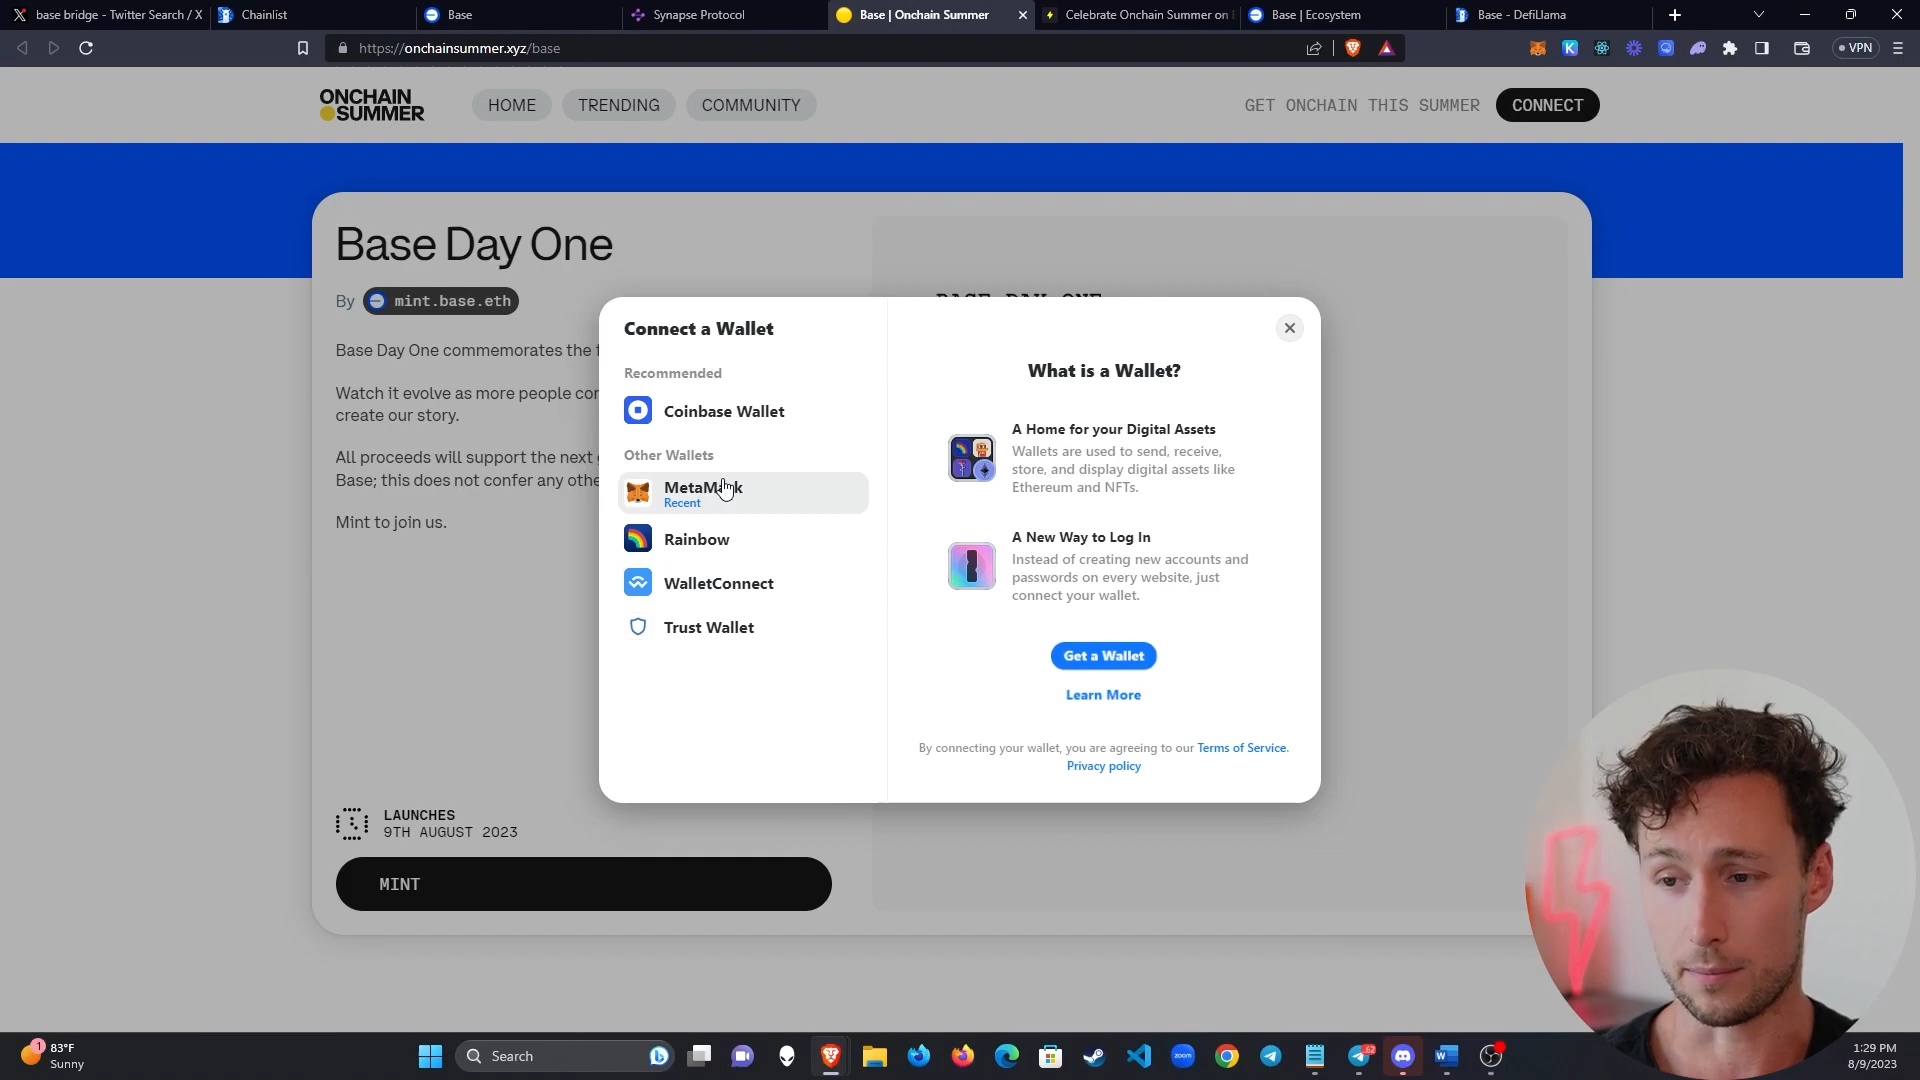 base bridge - Twitter Search / X
Chainlist
Base
Synapse Protocol
Base | Onchain Summer
Celebrate Onchain Summer on
Base | Ecosystem
Base - DefiLlama
https://onchainsummer.xyz/base
VPN
ONCHAIN
SUMMER
HOME
TRENDING
COMMUNITY
GET ONCHAIN THIS SUMMER
CONNECT
Base Day One
By
mint.base.eth
BASE DAY ONE
Base Day One commemorates the
Watch it evolve as more people
create our story.
All proceeds will support the next
Base; this does not confer any
Mint to join us.
LAUNCHES
9TH AUGUST 2023
MINT
Connect a Wallet
Recommended
Coinbase Wallet
Other Wallets
MetaMask
Recent
Rainbow
WalletConnect
Trust Wallet
What is a Wallet?
A Home for your Digital Assets
Wallets are used to send, receive,
store, and display digital assets like
Ethereum and NFTs.
A New Way to Log In
Instead of creating new accounts and
passwords on every website, just
connect your wallet.
Get a Wallet
Learn More
By connecting your wallet, you are agreeing to our Terms of Service.
Privacy policy
1
83°F
Sunny
Search
zoom
62
1:29 PM
8/9/2023